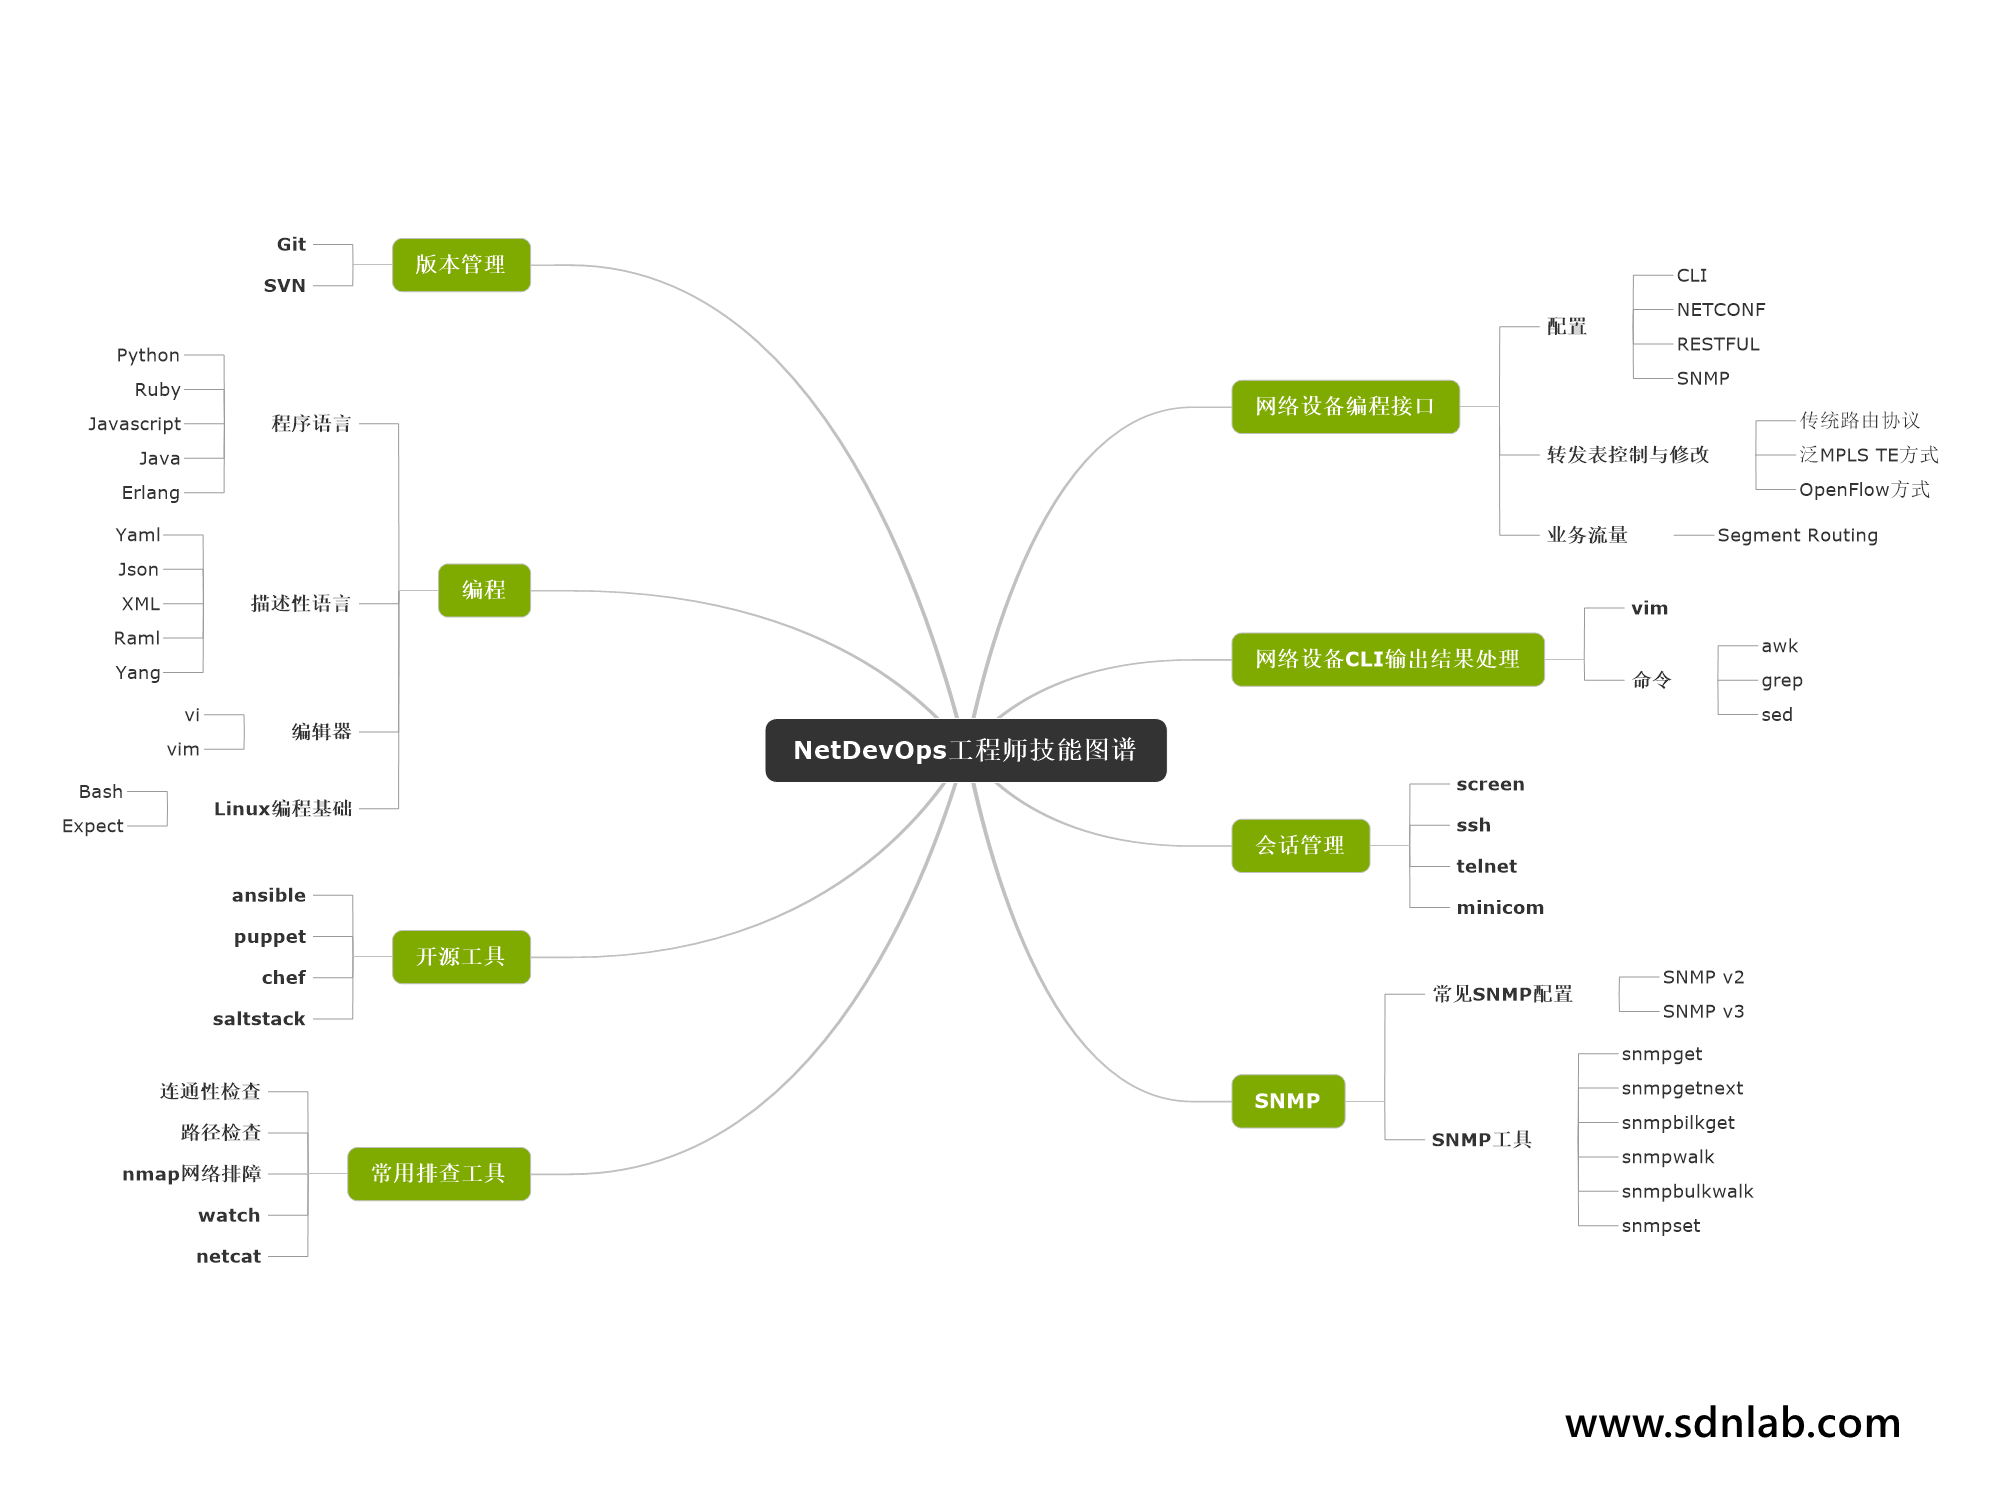 NetDevOps工程师技能图谱
版本管理
Git
SVN
编程
程序语言
Python
Ruby
Javascript
Java
Erlang
描述性语言
Yaml
Json
XML
Raml
Yang
编辑器
vi
vim
Linux编程基础
Bash
Expect
开源工具
ansible
puppet
chef
saltstack
常用排查工具
连通性检查
路径检查
nmap网络排障
watch
netcat
网络设备编程接口
配置
CLI
NETCONF
RESTFUL
SNMP
转发表控制与修改
传统路由协议
泛MPLS TE方式
OpenFlow方式
业务流量
Segment Routing
网络设备CLI输出结果处理
vim
命令
awk
grep
sed
会话管理
screen
ssh
telnet
minicom
SNMP
常见SNMP配置
SNMP v2
SNMP v3
SNMP工具
snmpget
snmpgetnext
snmpbilkget
snmpwalk
snmpbulkwalk
snmpset
www.sdnlab.com